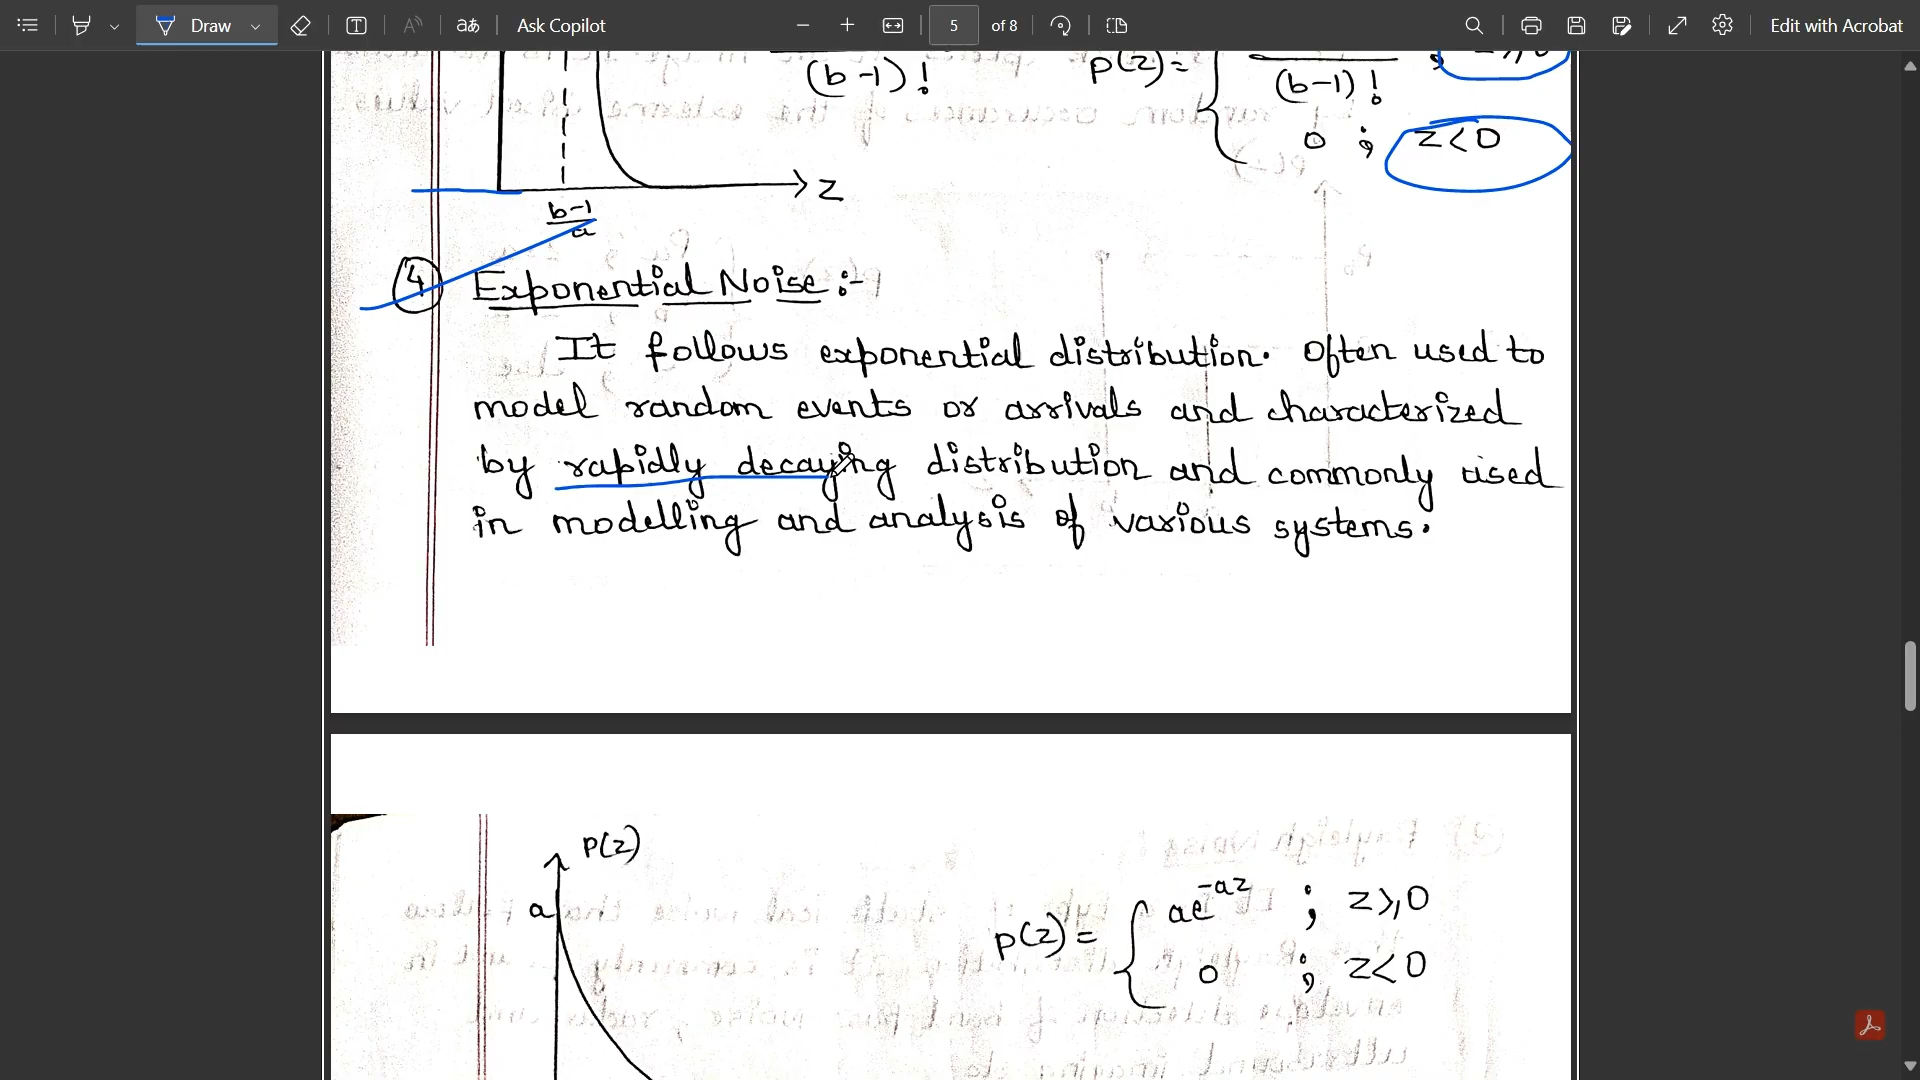 Draw
Ask Copilot
5 of 8
Edit with Acrobat
(b-1)!
p(z)=
(b-1)!
0 ; z<0
z
b-1
a
4 Exponential Noise:-
It follows exponential distribution. Often used to
model random events or arrivals and characterized
by rapidly decaying distribution and commonly used
in modelling and analysis of various systems.
P(z)
a
p(z)= { ae^-az ; z≥0
0 ; z<0